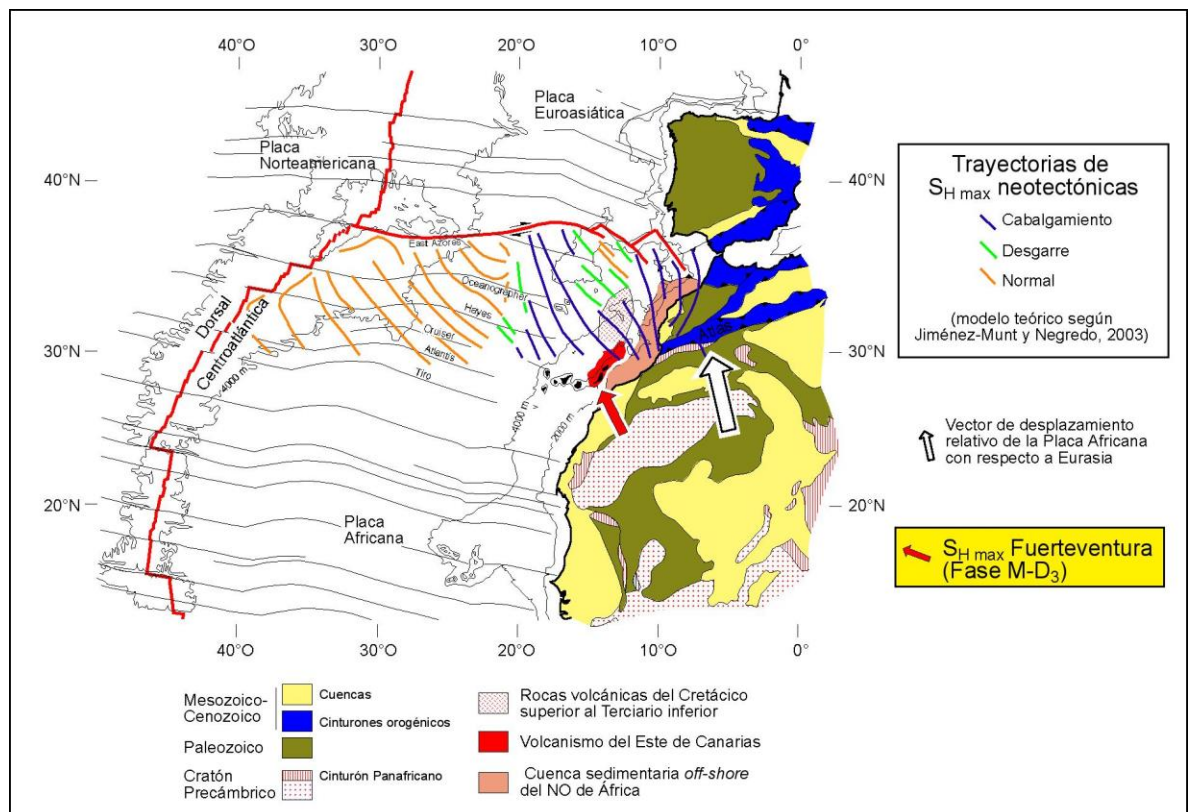 40°O
30°O
20°O
10°O
0°
Placa
Euroasiática
Placa
Norteamericana
40°N
40°N
East Azores
Oceanographer
Hayes
Cruiser
Atlantis
Tiro
Dorsal
Centroatlántica
4000 m
Atlas
30°N
30°N
4000 m
2000 m
20°N
20°N
Placa
Africana
40°O
30°O
20°O
10°O
0°
Trayectorias de
SH max neotectónicas
Cabalgamiento
Desgarre
Normal
(modelo teórico según
Jiménez-Munt y Negredo, 2003)
Vector de desplazamiento
relativo de la Placa Africana
con respecto a Eurasia
SH max Fuerteventura
(Fase M-D3)
Mesozoico-
Cenozoico
Cuencas
Cinturones orogénicos
Paleozoico
Cratón
Precámbrico
Cinturón Panafricano
Rocas volcánicas del Cretácico
superior al Terciario inferior
Volcanismo del Este de Canarias
Cuenca sedimentaria off-shore
del NO de África